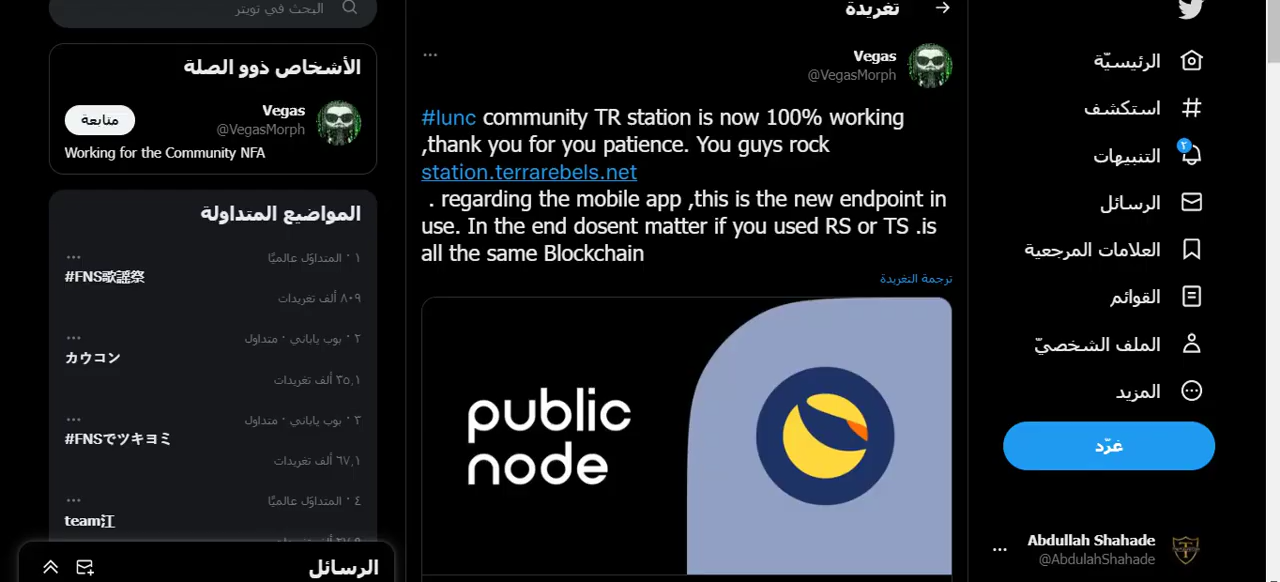 تغريدة
Vegas
@VegasMorph
#lunc community TR station is now 100% working
,thank you for you patience. You guys rock
station.terrarebels.net
. regarding the mobile app ,this is the new endpoint in
use. In the end dosent matter if you used RS or TS .is
all the same Blockchain
ترجمة التغريدة
public
node
الرئيسيّة
استكشف
٢
التنبيهات
الرسائل
العلامات المرجعية
القوائم
الملف الشخصيّ
المزيد
غرّد
Abdullah Shahade
@AbdulahShahade
البحث في تويتر
الأشخاص ذوو الصلة
Vegas
@VegasMorph
متابعة
Working for the Community NFA
المواضيع المتداولة
١ · المتداوَل عالميًا
#FNS歌謡祭
٨٠٩ ألف تغريدات
٢ · بوب ياباني · متداول
カウコン
٣٥,١ ألف تغريدات
٣ · بوب ياباني · متداول
#FNSでツキヨミ
٦٧,١ ألف تغريدات
٤ · المتداوَل عالميًا
team江
الرسائل